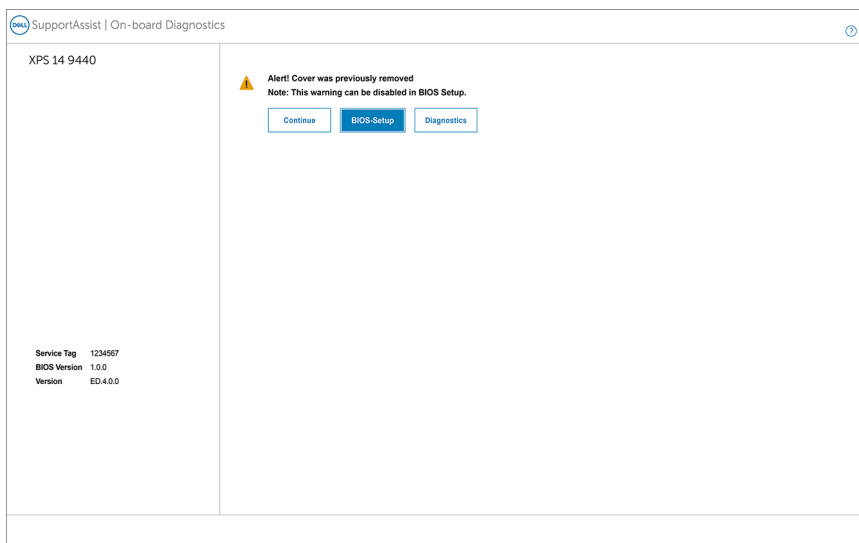 DELL SupportAssist | On-board Diagnostics
?
XPS 14 9440
Alert! Cover was previously removed
Note: This warning can be disabled in BIOS Setup.
Continue BIOS-Setup Diagnostics
Service Tag 1234567
BIOS Version 1.0.0
Version ED.4.0.0